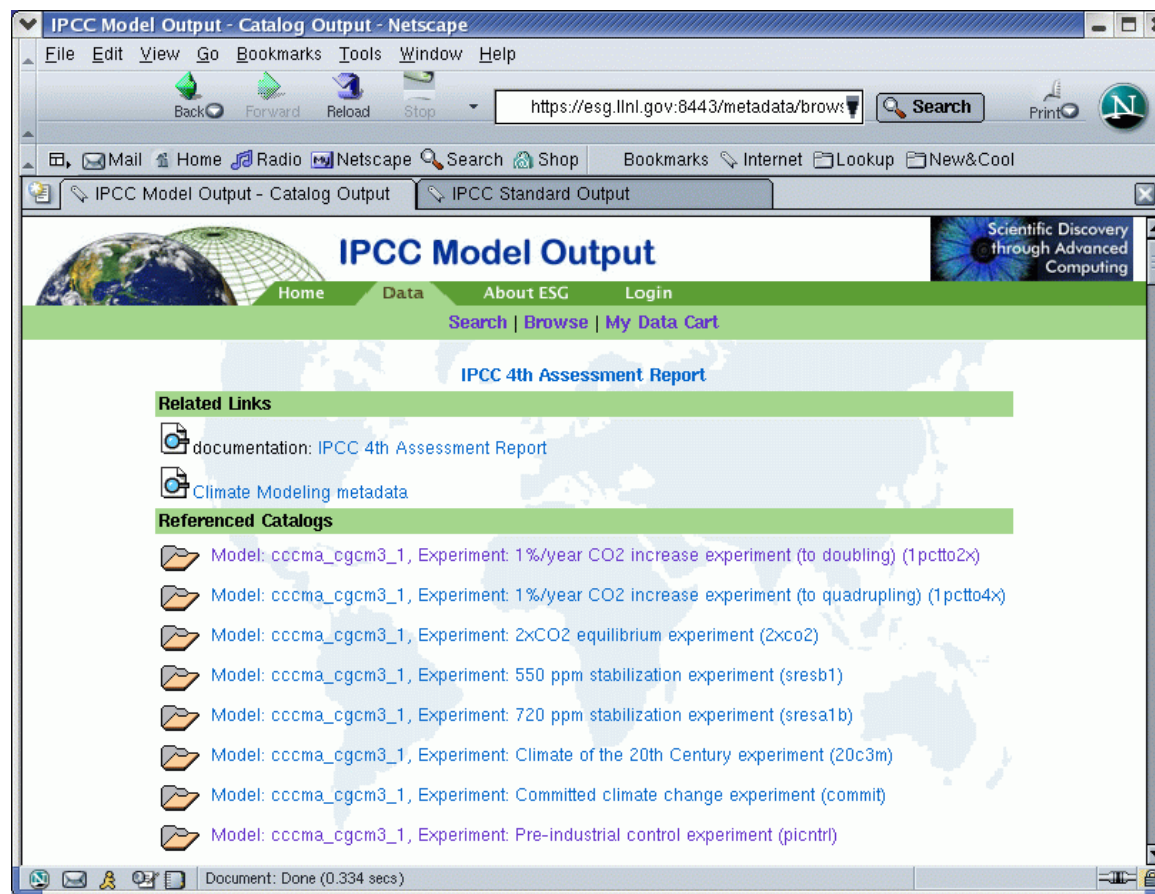 IPCC Model Output - Catalog Output - Netscape
File Edit View Go Bookmarks Tools Window Help
Back Forward Reload Stop https://esg.llnl.gov:8443/metadata/brows Search Print N
Mail Home Radio Netscape Search Shop Bookmarks Internet Lookup New&Cool
IPCC Model Output - Catalog Output IPCC Standard Output
IPCC Model Output
Scientific Discovery
through Advanced
Computing
Home Data About ESG Login
Search | Browse | My Data Cart
IPCC 4th Assessment Report
Related Links
documentation: IPCC 4th Assessment Report
Climate Modeling metadata
Referenced Catalogs
Model: cccma_cgcm3_1, Experiment: 1%/year CO2 increase experiment (to doubling) (1pctto2x)
Model: cccma_cgcm3_1, Experiment: 1%/year CO2 increase experiment (to quadrupling) (1pctto4x)
Model: cccma_cgcm3_1, Experiment: 2xCO2 equilibrium experiment (2xco2)
Model: cccma_cgcm3_1, Experiment: 550 ppm stabilization experiment (sresb1)
Model: cccma_cgcm3_1, Experiment: 720 ppm stabilization experiment (sresa1b)
Model: cccma_cgcm3_1, Experiment: Climate of the 20th Century experiment (20c3m)
Model: cccma_cgcm3_1, Experiment: Committed climate change experiment (commit)
Model: cccma_cgcm3_1, Experiment: Pre-industrial control experiment (picntrl)
Document: Done (0.334 secs)